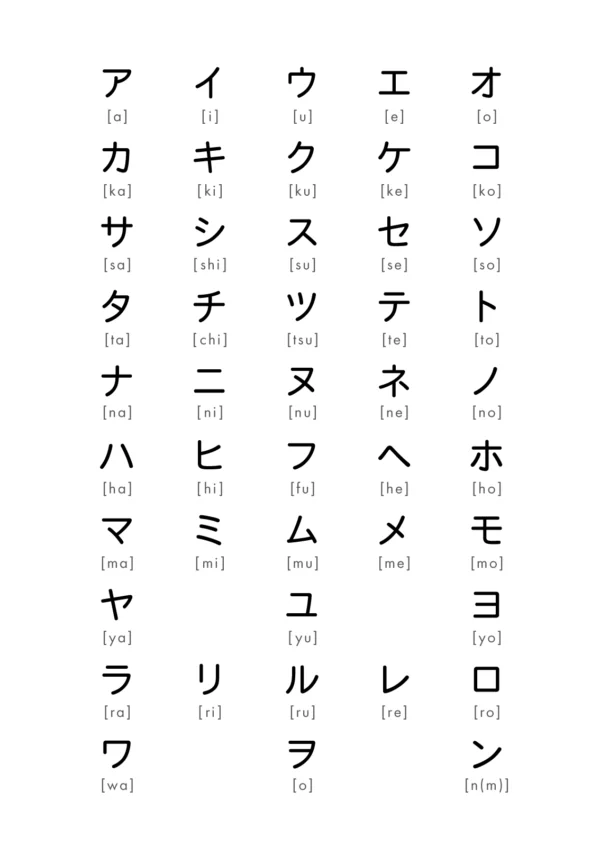 ア イ ウ エ オ
[a] [i] [u] [e] [o]
カ キ ク ケ コ
[ka] [ki] [ku] [ke] [ko]
サ シ ス セ ソ
[sa] [shi] [su] [se] [so]
タ チ ツ テ ト
[ta] [chi] [tsu] [te] [to]
ナ ニ ヌ ネ ノ
[na] [ni] [nu] [ne] [no]
ハ ヒ フ ヘ ホ
[ha] [hi] [fu] [he] [ho]
マ ミ ム メ モ
[ma] [mi] [mu] [me] [mo]
ヤ ユ ヨ
[ya] [yu] [yo]
ラ リ ル レ ロ
[ra] [ri] [ru] [re] [ro]
ワ ヲ ン
[wa] [o] [n(m)]